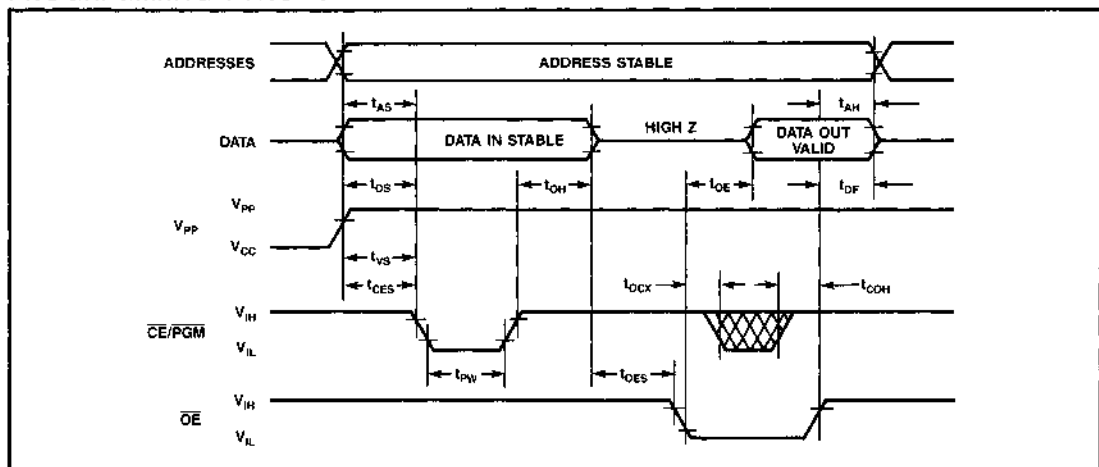 ADDRESSES
ADDRESS STABLE
tAS
tAH
DATA
DATA IN STABLE
HIGH Z
DATA OUT
VALID
tDS
tOH
tOE
tDF
VPP
VPP
VCC
tVS
tCES
tOCX
tCOH
CE/PGM
VIH
VIL
tPW
tOES
OE
VIH
VIL